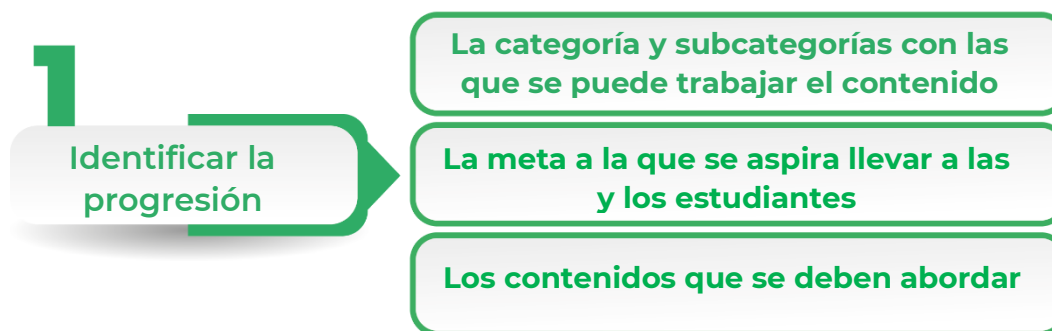 1
Identificar la
progresión
La categoría y subcategorías con las
que se puede trabajar el contenido
La meta a la que se aspira llevar a las
y los estudiantes
Los contenidos que se deben abordar